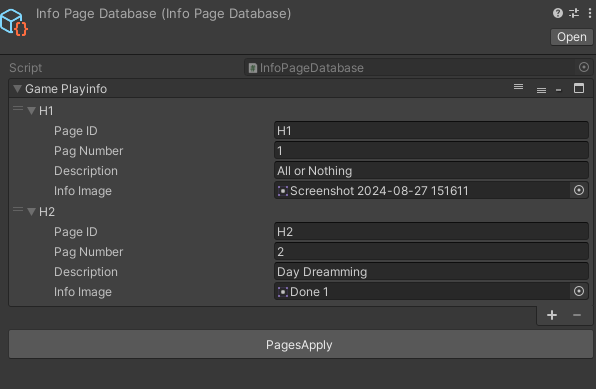 Info Page Database (Info Page Database)
Open
Script InfoPageDatabase
Game Playinfo
H1
Page ID H1
Pag Number 1
Description All or Nothing
Info Image Screenshot 2024-08-27 151611
H2
Page ID H2
Pag Number 2
Description Day Dreamming
Info Image Done 1
PagesApply